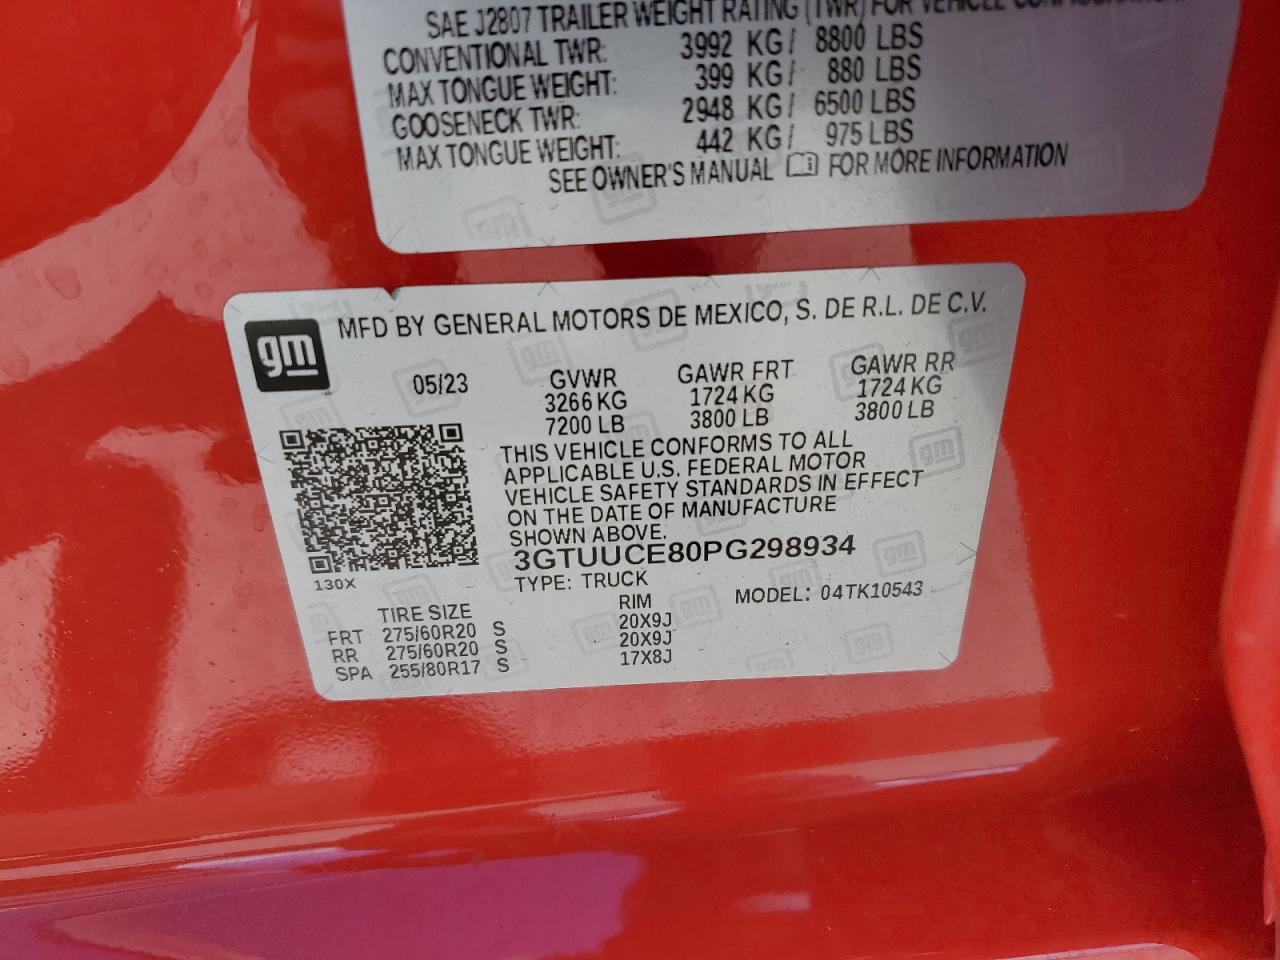 SAE J2807 TRAILER WEIGHT RATING (TWR) FOR VEHICLE
CONVENTIONAL TWR: 3992 KG/ 8800 LBS
MAX TONGUE WEIGHT: 399 KG/ 880 LBS
GOOSENECK TWR: 2948 KG/ 6500 LBS
MAX TONGUE WEIGHT: 442 KG/ 975 LBS
SEE OWNER'S MANUAL FOR MORE INFORMATION
gm
MFD BY GENERAL MOTORS DE MEXICO, S. DE R.L. DE C.V.
05/23 GVWR GAWR FRT GAWR RR
3266 KG 1724 KG 1724 KG
7200 LB 3800 LB 3800 LB
THIS VEHICLE CONFORMS TO ALL
APPLICABLE U.S. FEDERAL MOTOR
VEHICLE SAFETY STANDARDS IN EFFECT
ON THE DATE OF MANUFACTURE
SHOWN ABOVE.
3GTUUCE80PG298934
130X
TYPE: TRUCK MODEL: 04TK10543
TIRE SIZE RIM
FRT 275/60R20 S 20X9J
RR 275/60R20 S 20X9J
SPA 255/80R17 S 17X8J